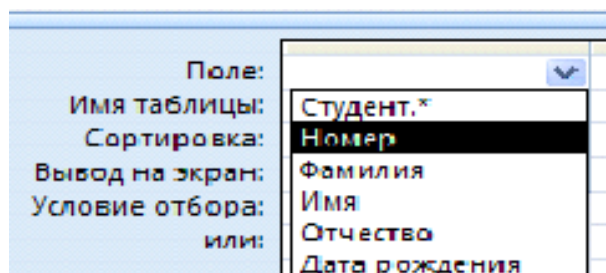 Поле:
Имя таблицы:
Сортировка:
Вывод на экран:
Условие отбора:
или:
Студент.*
Номер
Фамилия
Имя
Отчество
Дата рождения